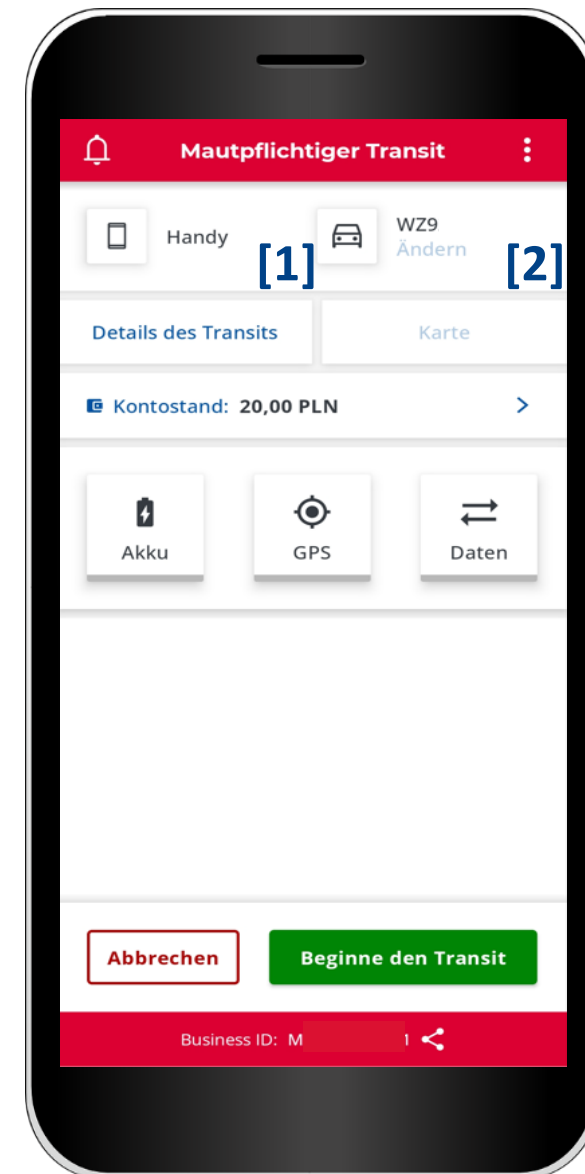 Mautpflichtiger Transit
Handy
[1]
WZ9
Ändern
[2]
Details des Transits
Karte
Kontostand: 20,00 PLN
Akku
GPS
Daten
Abbrechen
Beginne den Transit
Business ID: M